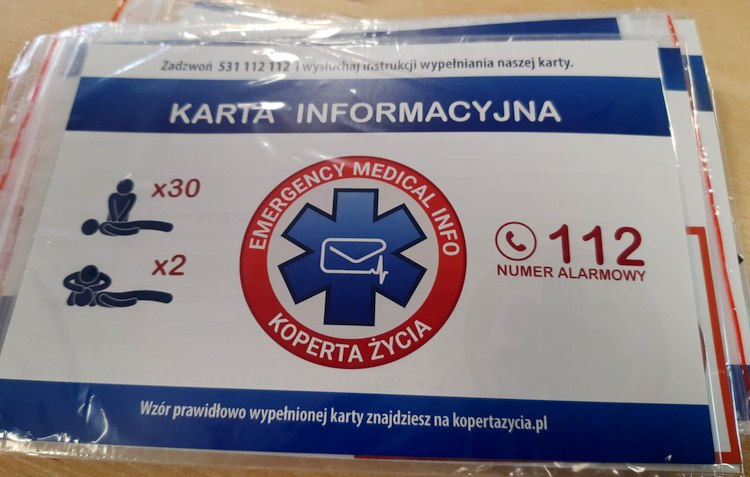 Zadzwoń 531 112 112 i wysłuchaj instrukcji wypełniania naszej karty.
KARTA INFORMACYJNA
x30
x2
EMERGENCY MEDICAL INFO
KOPERTA ŻYCIA
112
NUMER ALARMOWY
Wzór prawidłowo wypełnionej karty znajdziesz na kopertazycia.pl